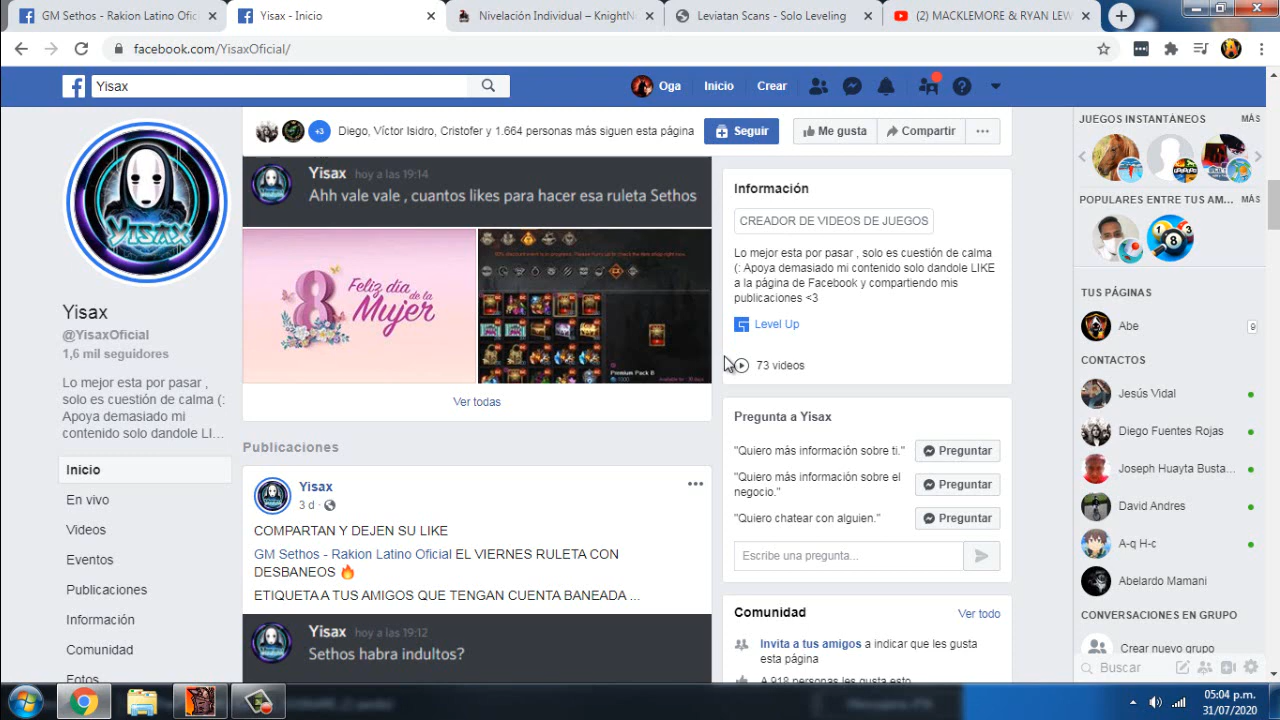 GM Sethos - Rakion Latino Ofic
Yisax - Inicio
Nivelación Individual – KnightN
Leviatan Scans - Solo Leveling
(2) MACKLEMORE & RYAN LEW
facebook.com/YisaxOficial/
Yisax
Oga
Inicio
Crear
Diego, Víctor Isidro, Cristofer y 1.664 personas más siguen esta página
+3
Seguir
Me gusta
Compartir
YISAX
Yisax
@YisaxOficial
1,6 mil seguidores
Lo mejor esta por pasar ,
solo es cuestión de calma (:
Apoya demasiado mi
contenido solo dandole LI...
Inicio
En vivo
Videos
Eventos
Publicaciones
Información
Comunidad
Fotos
Yisax hoy a las 19:14
Ahh vale vale , cuantos likes para hacer esa ruleta Sethos
8 Feliz día
de la
Mujer
Premium Pack B
Ver todas
Publicaciones
Yisax
3 d
COMPARTAN Y DEJEN SU LIKE
GM Sethos - Rakion Latino Oficial EL VIERNES RULETA CON
DESBANEOS 🔥
ETIQUETA A TUS AMIGOS QUE TENGAN CUENTA BANEADA ...
Yisax hoy a las 19:12
Sethos habra indultos?
Información
CREADOR DE VIDEOS DE JUEGOS
Lo mejor esta por pasar , solo es cuestión de calma
(: Apoya demasiado mi contenido solo dandole LIKE
a la página de Facebook y compartiendo mis
publicaciones <3
Level Up
73 videos
Pregunta a Yisax
"Quiero más información sobre ti."
Preguntar
"Quiero más información sobre el
negocio."
Preguntar
"Quiero chatear con alguien."
Preguntar
Escribe una pregunta...
Comunidad
Ver todo
Invita a tus amigos a indicar que les gusta
esta página
A 918 personas les gusta esto
JUEGOS INSTANTÁNEOS
MÁS
POPULARES ENTRE TUS AM...
MÁS
TUS PÁGINAS
Abe
9
CONTACTOS
Jesús Vidal
Diego Fuentes Rojas
Joseph Huayta Busta...
David Andres
A-q H-c
Abelardo Mamani
CONVERSACIONES EN GRUPO
Crear nuevo grupo
Buscar
05:04 p.m.
31/07/2020